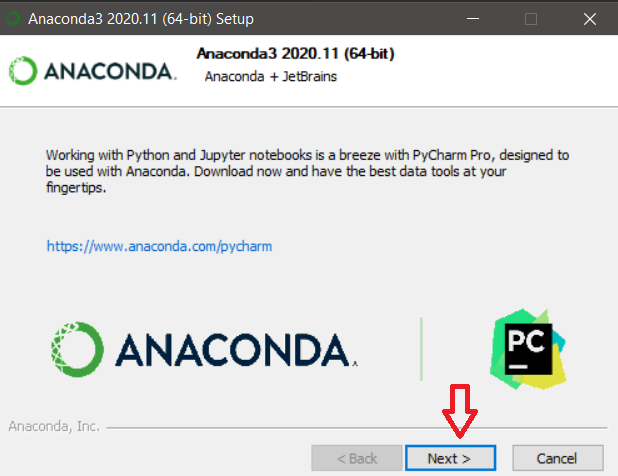 Anaconda3 2020.11 (64-bit) Setup
Anaconda3 2020.11 (64-bit)
Anaconda + JetBrains
ANACONDA.
Working with Python and Jupyter notebooks is a breeze with PyCharm Pro, designed to
be used with Anaconda. Download now and have the best data tools at your
fingertips.
https://www.anaconda.com/pycharm
ANACONDA.
PC
Anaconda, Inc.
< Back
Next >
Cancel